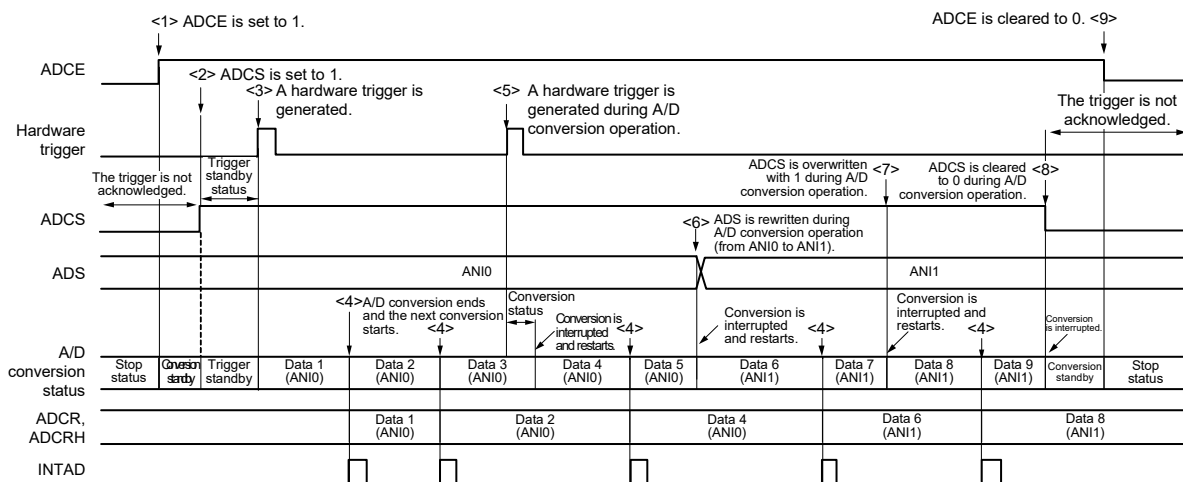 <1> ADCE is set to 1.
ADCE is cleared to 0. <9>
ADCE
<2> ADCS is set to 1.
<3> A hardware trigger is
generated.
<5> A hardware trigger is
generated during A/D
conversion operation.
The trigger is not
acknowledged.
Hardware
trigger
The trigger is not
acknowledged.
Trigger
standby
status
ADCS is overwritten
with 1 during A/D
conversion operation.
<7>
ADCS is cleared
to 0 during A/D
conversion operation.
<8>
ADCS
<6> ADS is rewritten during
A/D conversion operation
(from ANI0 to ANI1).
ADS
ANI0
ANI1
<4> A/D conversion ends
and the next conversion
starts.
<4>
Conversion
status
Conversion is
interrupted
and restarts.
<4>
Conversion is
interrupted
and restarts.
<4>
Conversion is
interrupted and
restarts.
<4>
Conversion
is interrupted.
A/D
conversion
status
Stop
status
Conversion
standby
Trigger
standby
Data 1
(ANI0)
Data 2
(ANI0)
Data 3
(ANI0)
Data 4
(ANI0)
Data 5
(ANI0)
Data 6
(ANI1)
Data 7
(ANI1)
Data 8
(ANI1)
Data 9
(ANI1)
Conversion
standby
Stop
status
ADCR,
ADCRH
Data 1
(ANI0)
Data 2
(ANI0)
Data 4
(ANI0)
Data 6
(ANI1)
Data 8
(ANI1)
INTAD